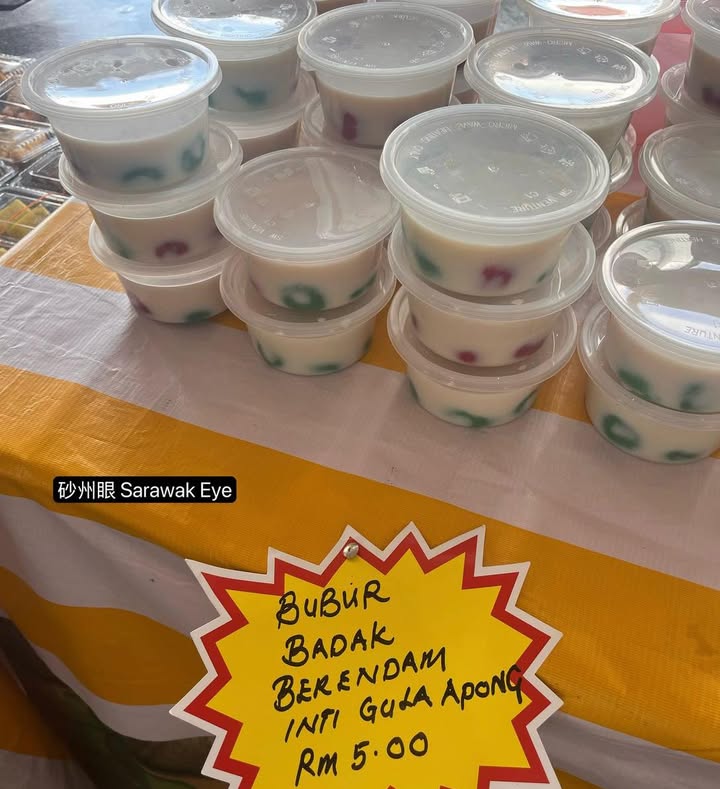 砂州眼 Sarawak Eye
BUBUR
BADAK
BERENDAM
INTI GULA APONG
Rm 5.00